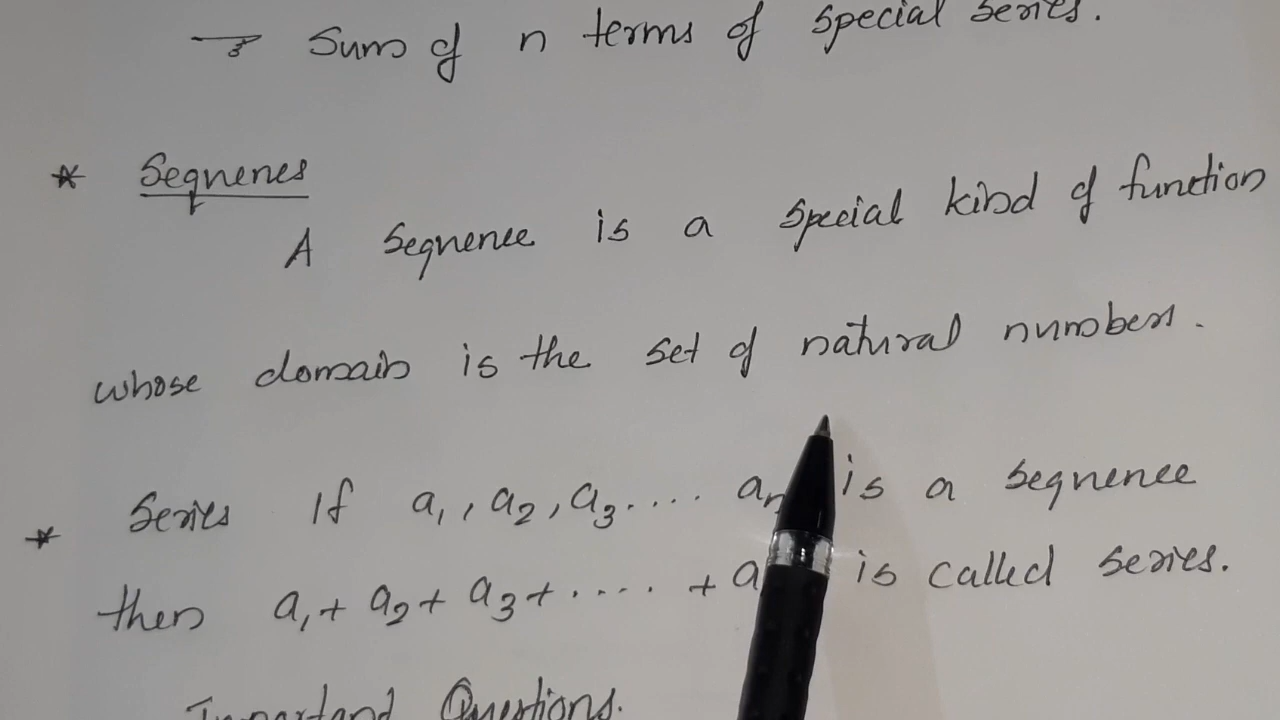 → Sum of n terms of special series.
* Sequences
A sequence is a special kind of function
whose domain is the set of natural numbers.
* Series If a₁, a₂, a₃.... aₙ is a sequence
then a₁ + a₂ + a₃ + ..... + a is called series.
Important Questions.